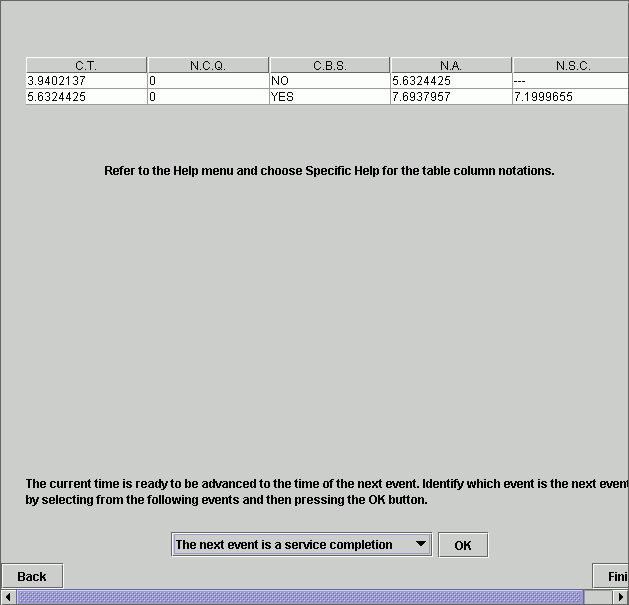 C.T. N.C.Q. C.B.S. N.A. N.S.C.
3.9402137 0 NO 5.6324425 ---
5.6324425 0 YES 7.6937957 7.1999655
Refer to the Help menu and choose Specific Help for the table column notations.
The current time is ready to be advanced to the time of the next event. Identify which event is the next event
by selecting from the following events and then pressing the OK button.
The next event is a service completion OK
Back Fini